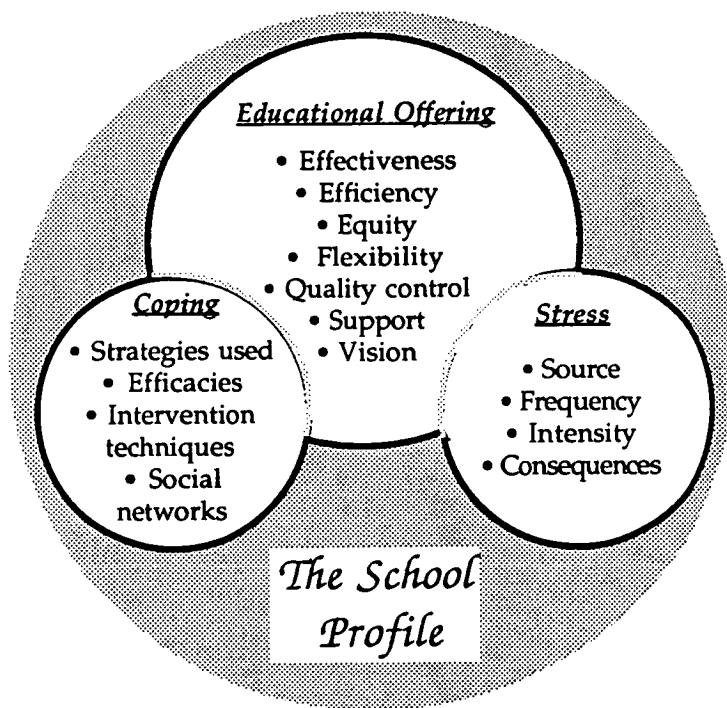 Educational Offering
• Effectiveness
• Efficiency
• Equity
• Flexibility
• Quality control
• Support
• Vision
Coping
• Strategies used
• Efficacies
• Intervention
techniques
• Social
networks
Stress
• Source
• Frequency
• Intensity
• Consequences
The School
Profile